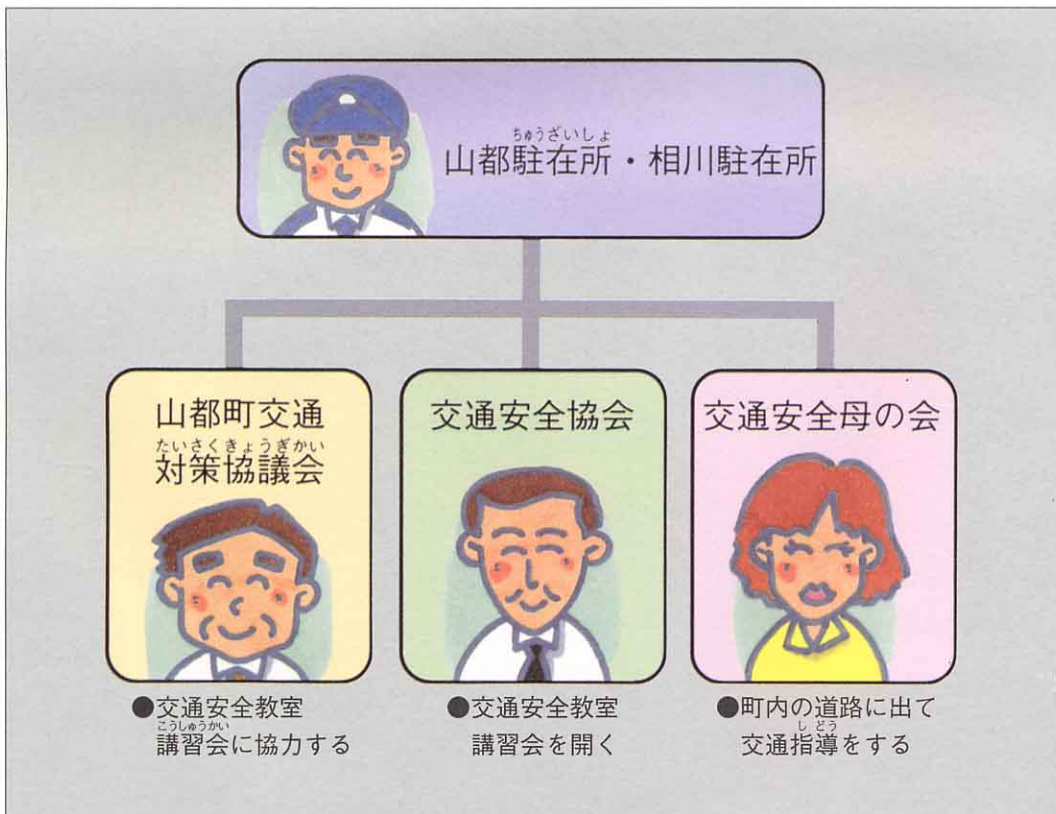 ちゅうざいしょ
山都駐在所・相川駐在所
山都町交通
たいさくきょうぎかい
対策協議会
交通安全協会
交通安全母の会
●交通安全教室
こうしゅうかい
講習会に協力する
●交通安全教室
講習会を開く
●町内の道路に出て
しどう
交通指導をする